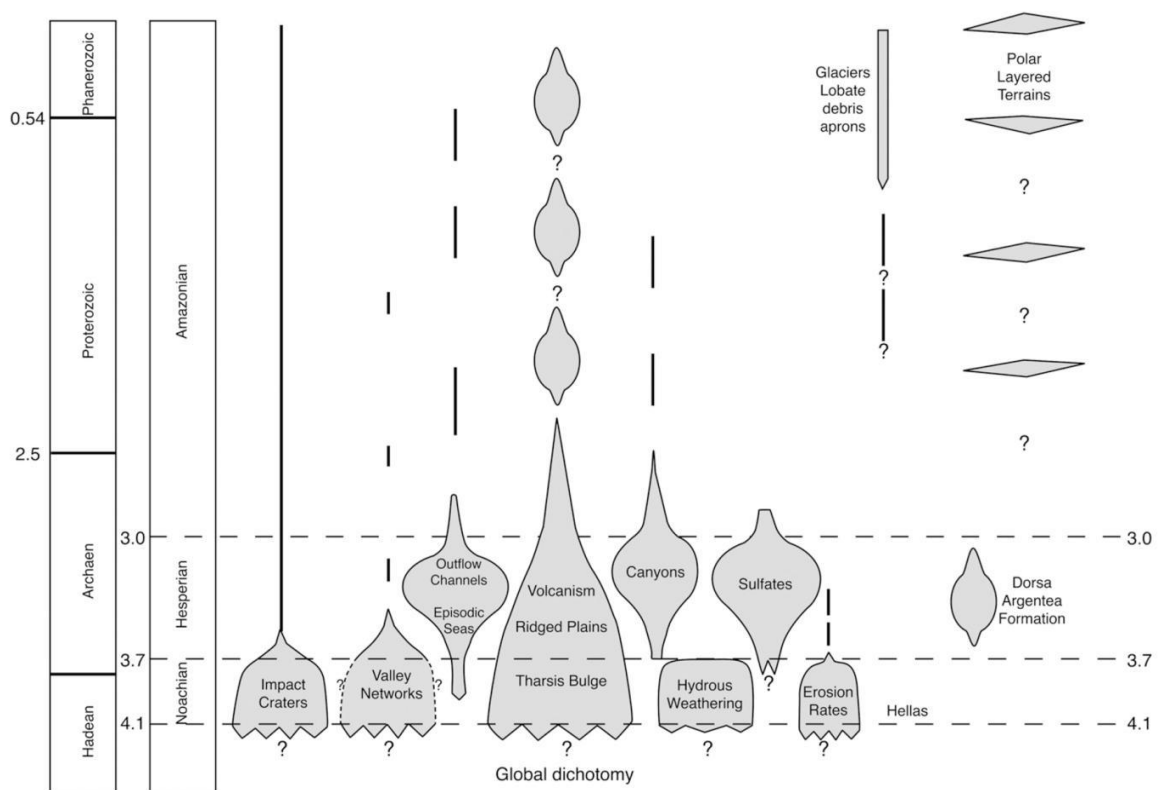 Phanerozoic
0.54
Proterozoic
2.5
Archaen
Hadean
Amazonian
Hesperian
Noachian
3.0
3.7
4.1
Glaciers
Lobate
debris
aprons
Polar
Layered
Terrains
?
?
?
?
?
?
?
Outflow
Channels
Episodic
Seas
Volcanism
Ridged Plains
Tharsis Bulge
Canyons
Sulfates
Dorsa
Argentea
Formation
3.0
3.7
4.1
Impact
Craters
?
Valley
Networks
?
Hydrous
Weathering
?
Erosion
Rates
Hellas
?
?
?
?
?
Global dichotomy